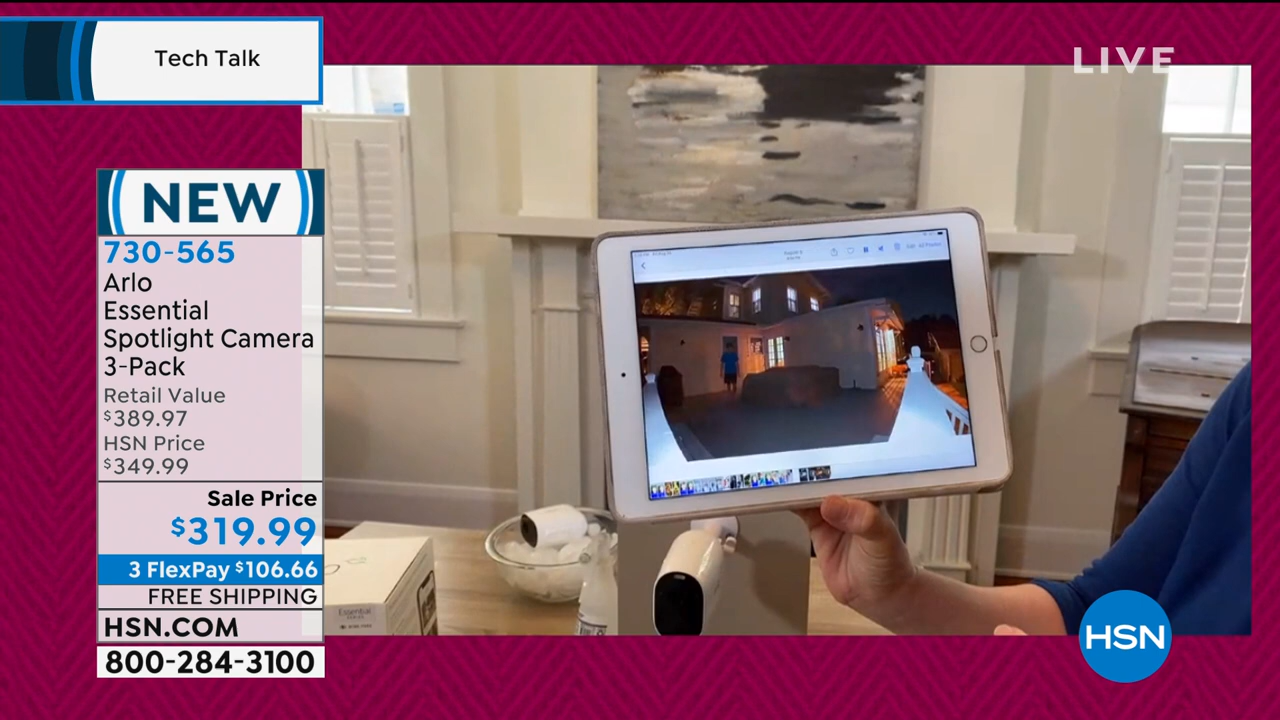 Tech Talk
LIVE
NEW
730-565
Arlo
Essential
Spotlight Camera
3-Pack
Retail Value
$389.97
HSN Price
$349.99
Sale Price
$319.99
3 FlexPay $106.66
FREE SHIPPING
HSN.COM
800-284-3100
Essential
HSN